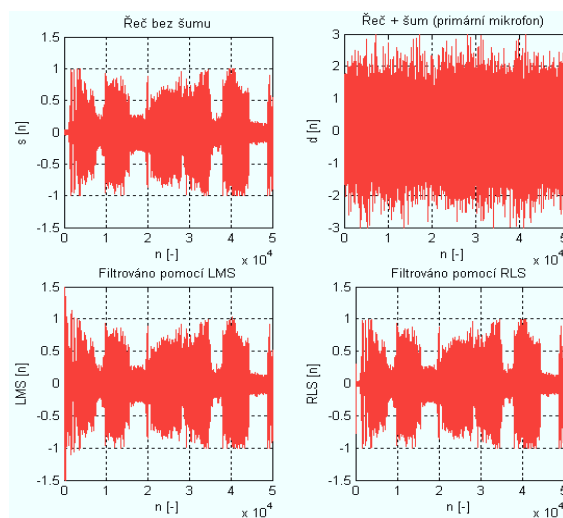 Řeč bez šumu
1.5
1
0.5
0
-0.5
-1
-1.5
s [n]
0 1 2 3 4 5
n [-]
x 10^4
Řeč + šum (primární mikrofon)
3
2
1
0
-1
-2
-3
d [n]
0 1 2 3 4 5
n [-]
x 10^4
Filtrováno pomocí LMS
1.5
1
0.5
0
-0.5
-1
-1.5
LMS [n]
0 1 2 3 4 5
n [-]
x 10^4
Filtrováno pomocí RLS
1.5
1
0.5
0
-0.5
-1
-1.5
RLS [n]
0 1 2 3 4 5
n [-]
x 10^4